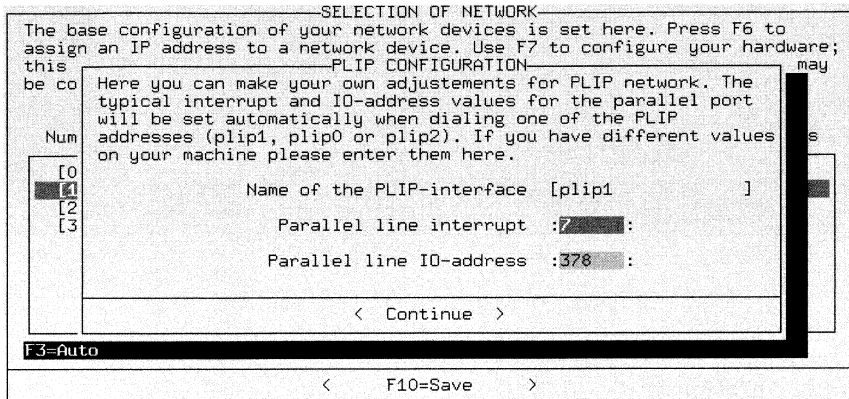 SELECTION OF NETWORK
The base configuration of your network devices is set here. Press F6 to
assign an IP address to a network device. Use F7 to configure your hardware;
this PLIP CONFIGURATION may
be co Here you can make your own adjustements for PLIP network. The
typical interrupt and IO-address values for the parallel port
will be set automatically when dialing one of the PLIP
Num addresses (plip1, plip0 or plip2). If you have different values s
on your machine please enter them here.
[0
[1 Name of the PLIP-interface [plip1 ]
[2
[3 Parallel line interrupt :7 :
Parallel line IO-address :378 :
< Continue >
F3=Auto
< F10=Save >